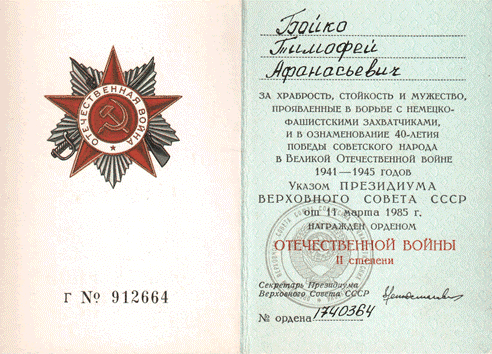 ОТЕЧЕСТВЕННАЯ ВОЙНА
Г № 912664
Бойко
Тимофей
Афанасьевич
ЗА ХРАБРОСТЬ, СТОЙКОСТЬ И МУЖЕСТВО,
ПРОЯВЛЕННЫЕ В БОРЬБЕ С НЕМЕЦКО-
ФАШИСТСКИМИ ЗАХВАТЧИКАМИ,
И В ОЗНАМЕНОВАНИЕ 40-ЛЕТИЯ
ПОБЕДЫ СОВЕТСКОГО НАРОДА
В ВЕЛИКОЙ ОТЕЧЕСТВЕННОЙ ВОЙНЕ
1941—1945 ГОДОВ
УКАЗОМ ПРЕЗИДИУМА
ВЕРХОВНОГО СОВЕТА СССР
от 11 марта 1985 г.
НАГРАЖДЕН ОРДЕНОМ
ОТЕЧЕСТВЕННОЙ ВОЙНЫ
II степени
Секретарь Президиума
Верховного Совета СССР
№ ордена 1740364